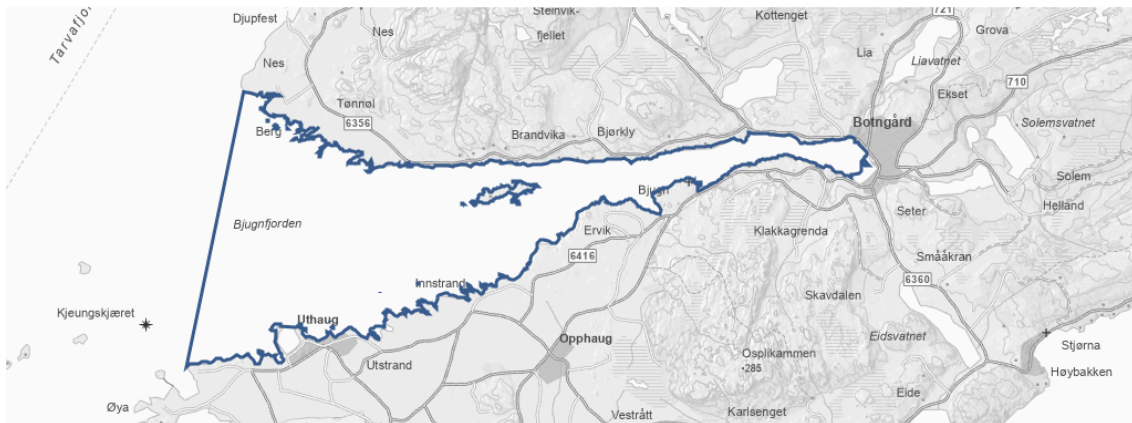 Djupfest
Tarvafjo
Nes
Nes
Steinvik-
fjellet
Kottenget
721
Grova
Lia
Liavatnet
710
Ekset
Tønnøl
6356
Berg
Brandvika
Bjørkly
Botngård
Solemsvatnet
Solem
Bjugn
Helland
Seter
Bjugnfjorden
Ervik
Klakkagrenda
6416
Småakran
Innstrand
6360
Skavdalen
Kjeungskjæret
Uthaug
Eidsvatnet
Opphaug
Stjørna
Utstrand
Osplikammen
285
Høybakken
Eide
Øya
Vestrått
Karlsenget